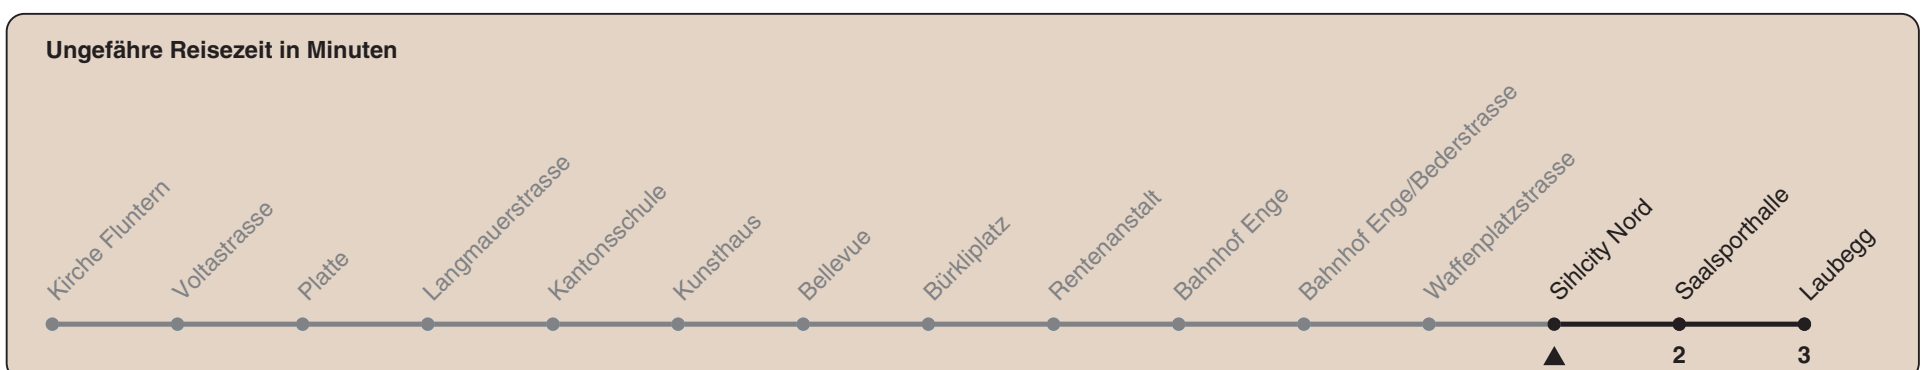 Ungefähre Reisezeit in Minuten
Kirche Fluntern
Voltastrasse
Platte
Langmauerstrasse
Kantonsschule
Kunsthaus
Bellevue
Bürkliplatz
Rentenanstalt
Bahnhof Enge
Bahnhof Enge/Bederstrasse
Waffenplatzstrasse
Sihlcity Nord
Saalsporthalle
Laubegg
2
3